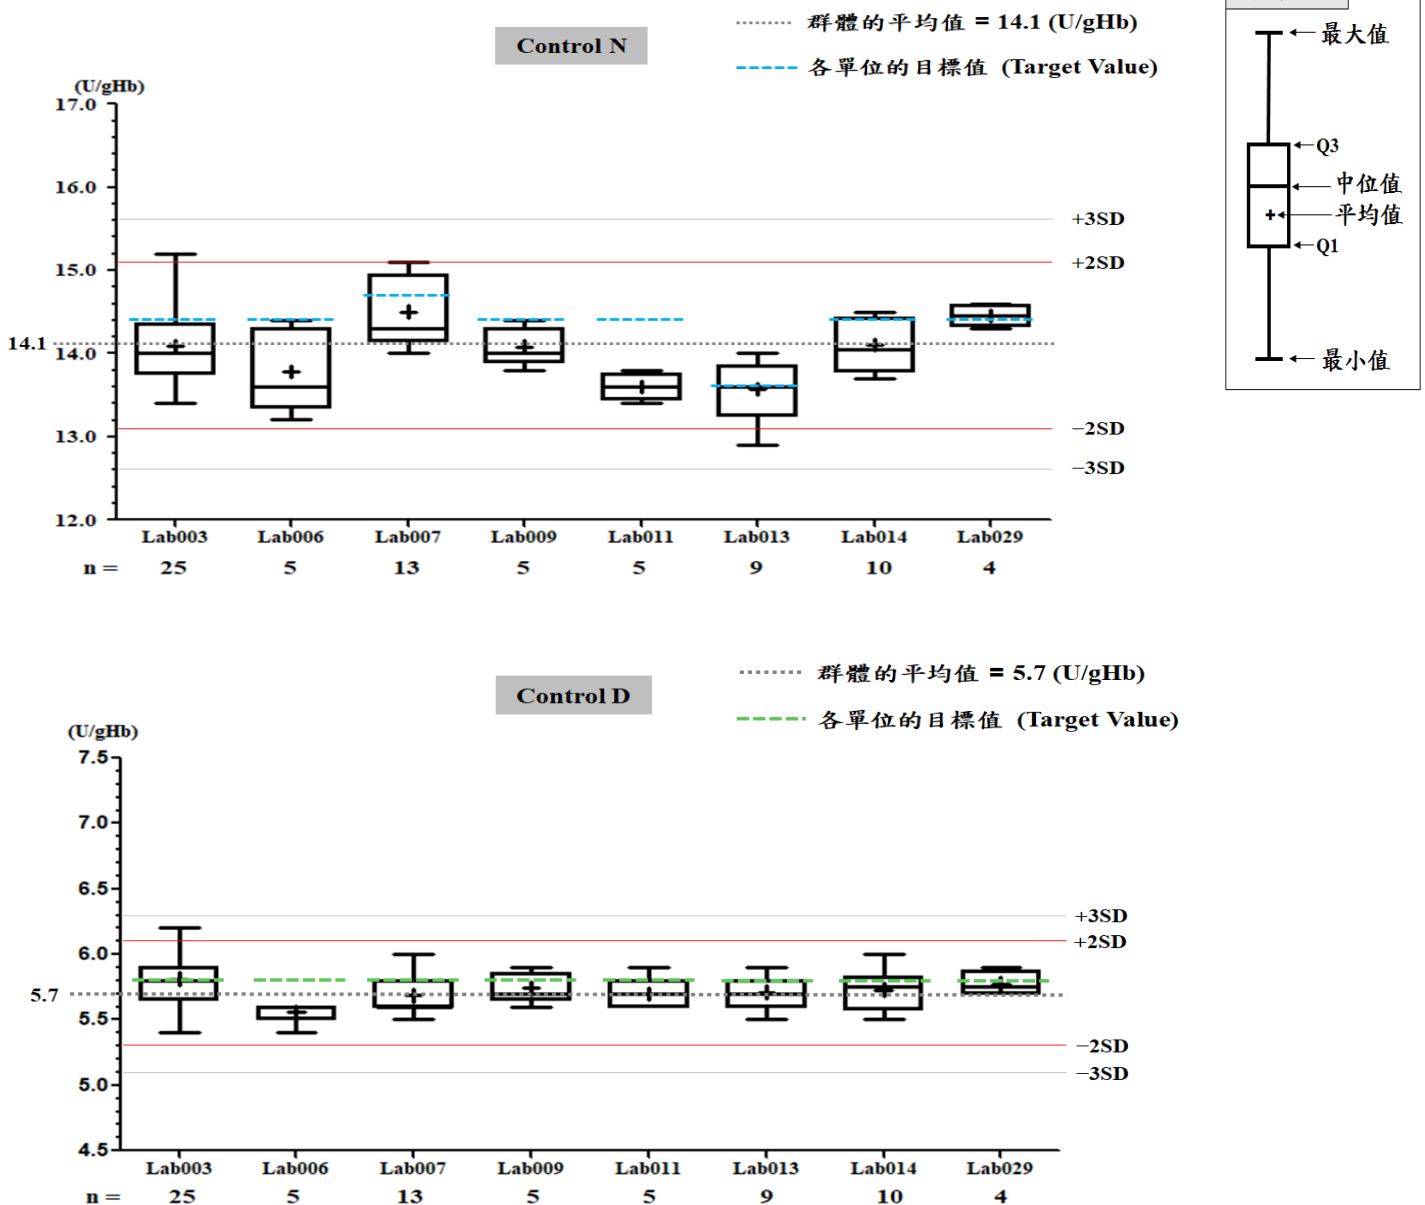 群體的平均值 = 14.1 (U/gHb)
Control N
各單位的目標值 (Target Value)
(U/gHb)
17.0
16.0
15.0
14.1
14.0
13.0
12.0
+3SD
+2SD
−2SD
−3SD
Lab003 Lab006 Lab007 Lab009 Lab011 Lab013 Lab014 Lab029
n = 25 5 13 5 5 9 10 4
最大值
Q3
中位值
平均值
Q1
最小值
群體的平均值 = 5.7 (U/gHb)
Control D
各單位的目標值 (Target Value)
(U/gHb)
7.5
7.0
6.5
6.0
5.7
5.5
5.0
4.5
+3SD
+2SD
−2SD
−3SD
Lab003 Lab006 Lab007 Lab009 Lab011 Lab013 Lab014 Lab029
n = 25 5 13 5 5 9 10 4